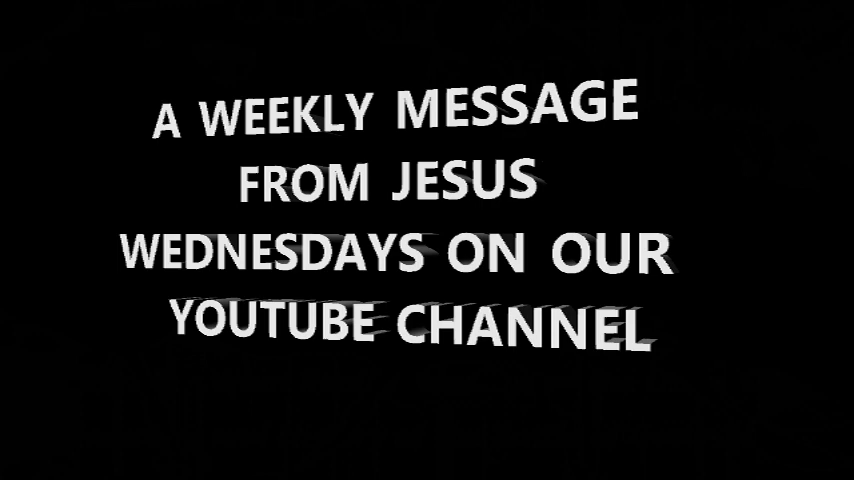 A WEEKLY MESSAGE
FROM JESUS
WEDNESDAYS ON OUR
YOUTUBE CHANNEL